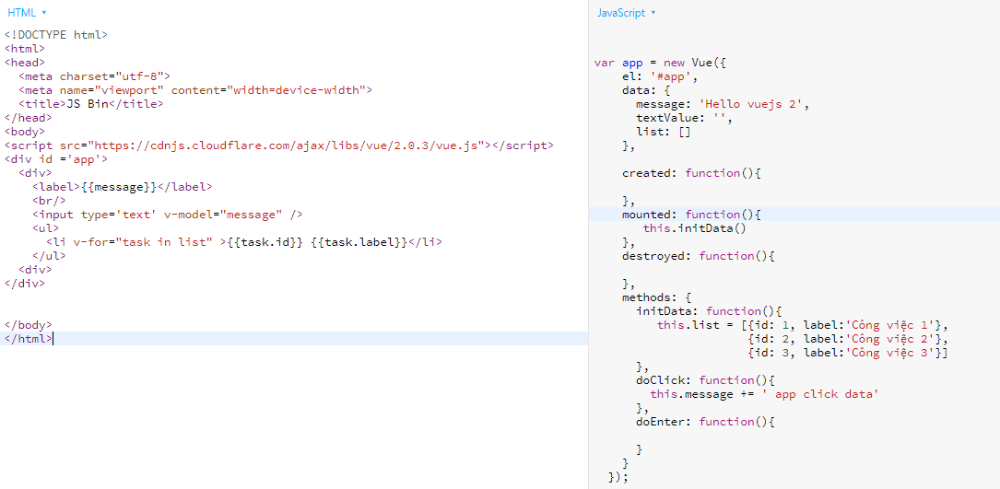 HTML
<!DOCTYPE html>
<html>
<head>
  <meta charset="utf-8">
  <meta name="viewport" content="width=device-width">
  <title>JS Bin</title>
</head>
<body>
<script src="https://cdnjs.cloudflare.com/ajax/libs/vue/2.0.3/vue.js"></script>
<div id ='app'>
  <div>
    <label>{{message}}</label>
    <br/>
    <input type='text' v-model="message" />
    <ul>
      <li v-for="task in list" >{{task.id}} {{task.label}}</li>
    </ul>
  <div>
</div>
</body>
</html>
JavaScript
var app = new Vue({
    el: '#app',
    data: {
      message: 'Hello vuejs 2',
      textValue: '',
      list: []
    },
    created: function(){
    },
    mounted: function(){
       this.initData()
    },
    destroyed: function(){
    },
    methods: {
      initData: function(){
         this.list = [{id: 1, label:'Công việc 1'},
                      {id: 2, label:'Công việc 2'},
                      {id: 3, label:'Công việc 3'}]
      },
      doClick: function(){
        this.message += ' app click data'
      },
      doEnter: function(){
      }
    }
  });